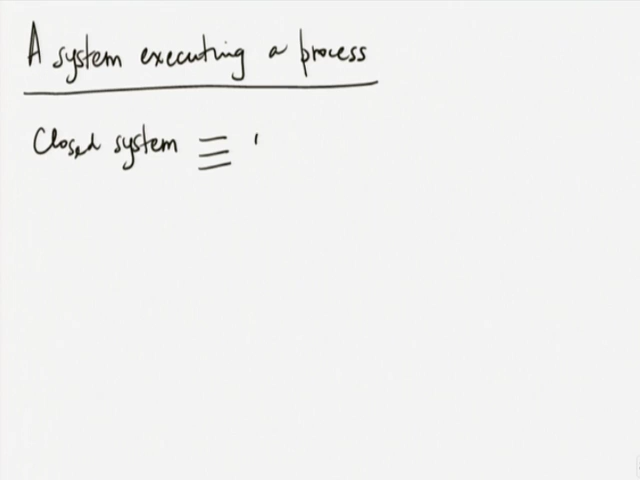 A system executing a process
Closed system ≡ '